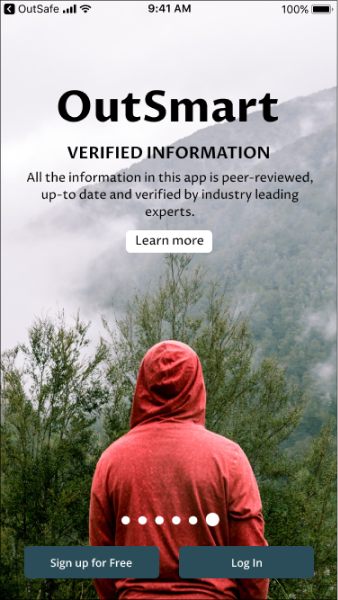 OutSafe 9:41 AM 100%
OutSmart
VERIFIED INFORMATION
All the information in this app is peer-reviewed,
up-to date and verified by industry leading
experts.
Learn more
Sign up for Free Log In